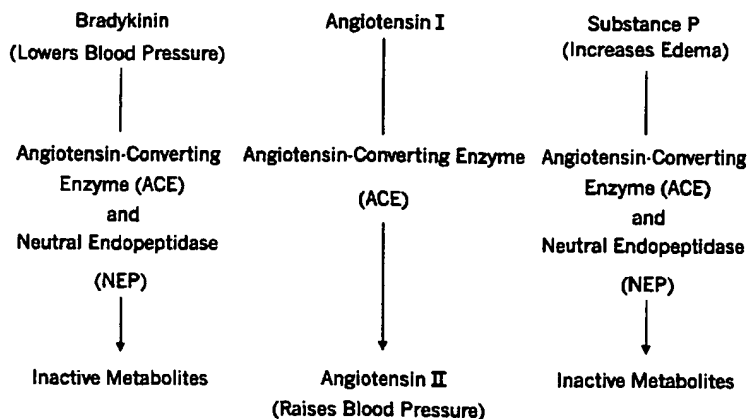 Bradykinin
(Lowers Blood Pressure)
Angiotensin-Converting
Enzyme (ACE)
and
Neutral Endopeptidase
(NEP)
Inactive Metabolites
Angiotensin I
Angiotensin-Converting Enzyme
(ACE)
Angiotensin II
(Raises Blood Pressure)
Substance P
(Increases Edema)
Angiotensin-Converting
Enzyme (ACE)
and
Neutral Endopeptidase
(NEP)
Inactive Metabolites